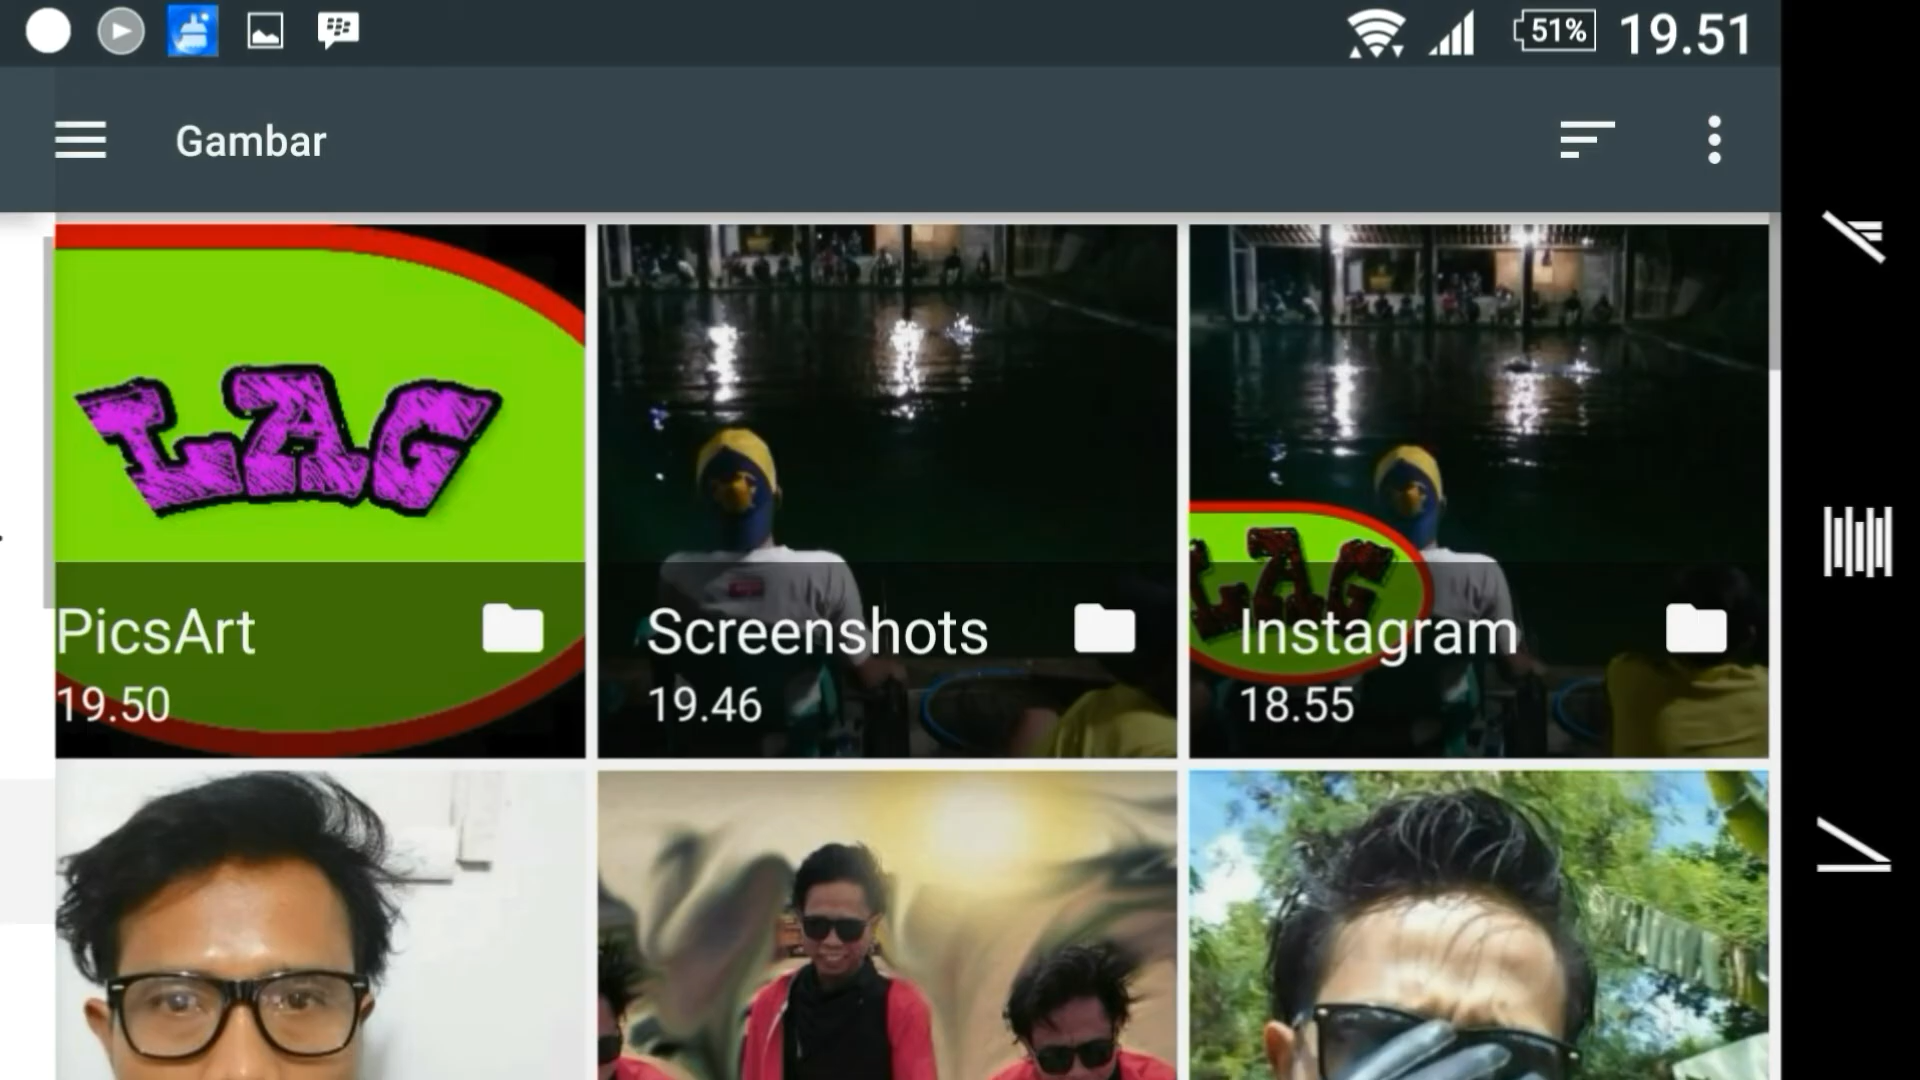 51% 19.51
Gambar
LAG
PicsArt
19.50
Screenshots
19.46
LAG
Instagram
18.55